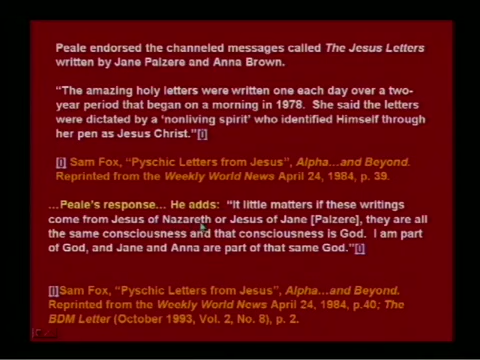 Peale endorsed the channeled messages called The Jesus Letters
written by Jane Palzere and Anna Brown.
“The amazing holy letters were written one each day over a two-
year period that began on a morning in 1978.  She said the letters
were dictated by a ‘nonliving spirit’ who identified Himself through
her pen as Jesus Christ.”[i]
[i] Sam Fox, “Pyschic Letters from Jesus”, Alpha…and Beyond.
Reprinted from the Weekly World News April 24, 1984, p. 39.
…Peale’s response… He adds:  “It little matters if these writings
come from Jesus of Nazareth or Jesus of Jane [Palzere], they are all
the same consciousness and that consciousness is God.  I am part
of God, and Jane and Anna are part of that same God.”[i]
[i]Sam Fox, “Pyschic Letters from Jesus”, Alpha…and Beyond.
Reprinted from the Weekly World News April 24, 1984, p.40; The
BDM Letter (October 1993, Vol. 2, No. 8), p. 2.